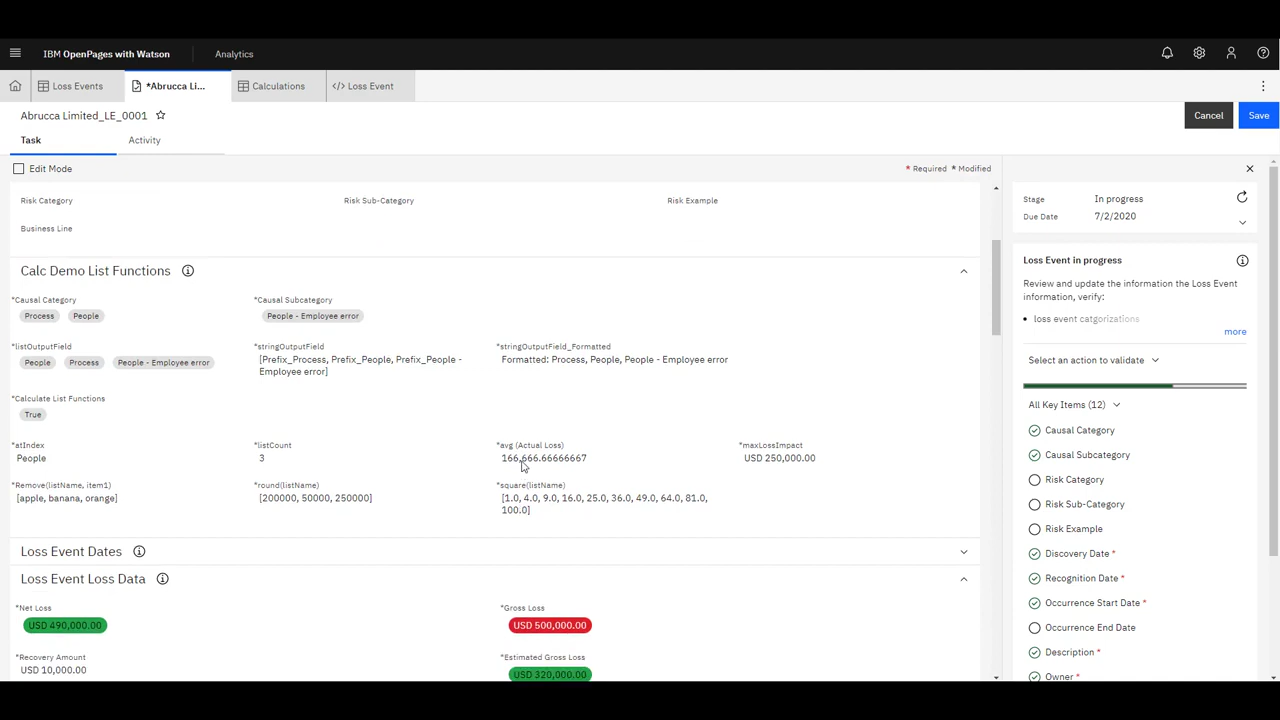 IBM OpenPages with Watson
Analytics
Loss Events
*Abrucca Li...
Calculations
</> Loss Event
Abrucca Limited_LE_0001
Cancel
Save
Task
Activity
Edit Mode
* Required * Modified
Risk Category
Risk Sub-Category
Risk Example
Business Line
Calc Demo List Functions
*Causal Category
*Causal Subcategory
Process People
People - Employee error
*listOutputField
*stringOutputField
*stringOutputField_Formatted
People Process People - Employee error
[Prefix_Process, Prefix_People, Prefix_People -
Employee error]
Formatted: Process, People, People - Employee error
*Calculate List Functions
True
*atIndex
*listCount
*avg (Actual Loss)
*maxLossImpact
People
3
166,666.66666667
USD 250,000.00
*Remove(listName, item1)
*round(listName)
*square(listName)
[apple, banana, orange]
[200000, 50000, 250000]
[1.0, 4.0, 9.0, 16.0, 25.0, 36.0, 49.0, 64.0, 81.0,
100.0]
Loss Event Dates
Loss Event Loss Data
*Net Loss
*Gross Loss
USD 490,000.00
USD 500,000.00
*Recovery Amount
*Estimated Gross Loss
USD 10,000.00
USD 320,000.00
Stage In progress
Due Date 7/2/2020
Loss Event in progress
Review and update the information the Loss Event
information, verify:
• loss event catgorizations
more
Select an action to validate
All Key Items (12)
Causal Category
Causal Subcategory
Risk Category
Risk Sub-Category
Risk Example
Discovery Date *
Recognition Date *
Occurrence Start Date *
Occurrence End Date
Description *
Owner *